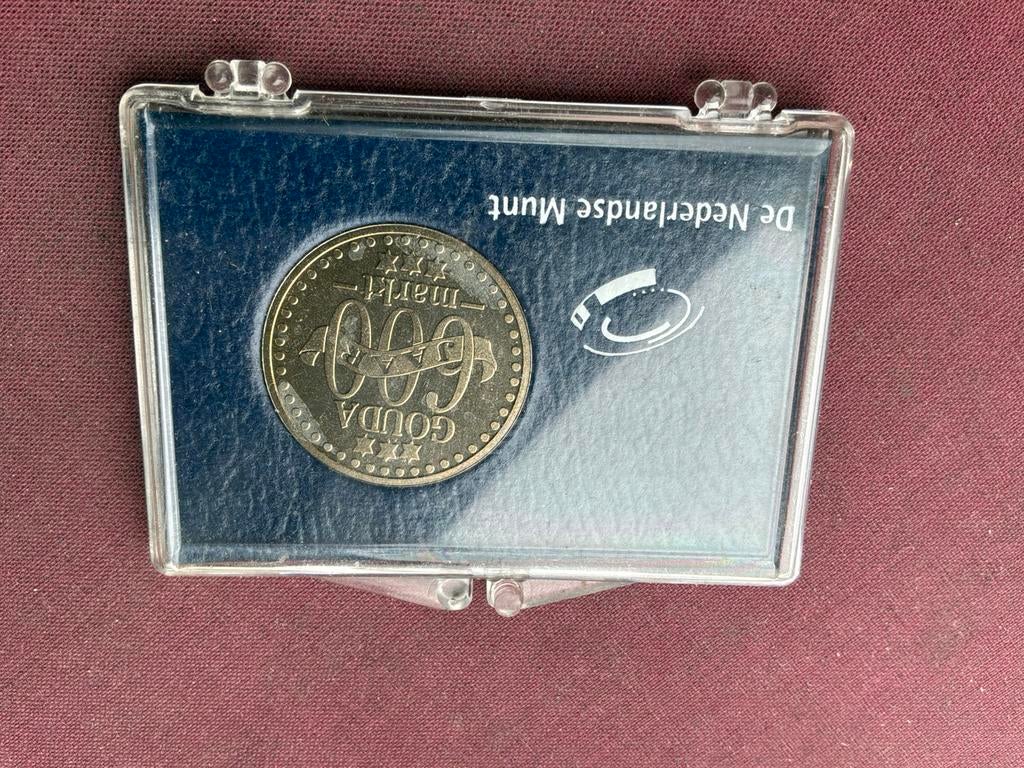 De Nederlandse Munt
GOUDA
600
JAAR
markt